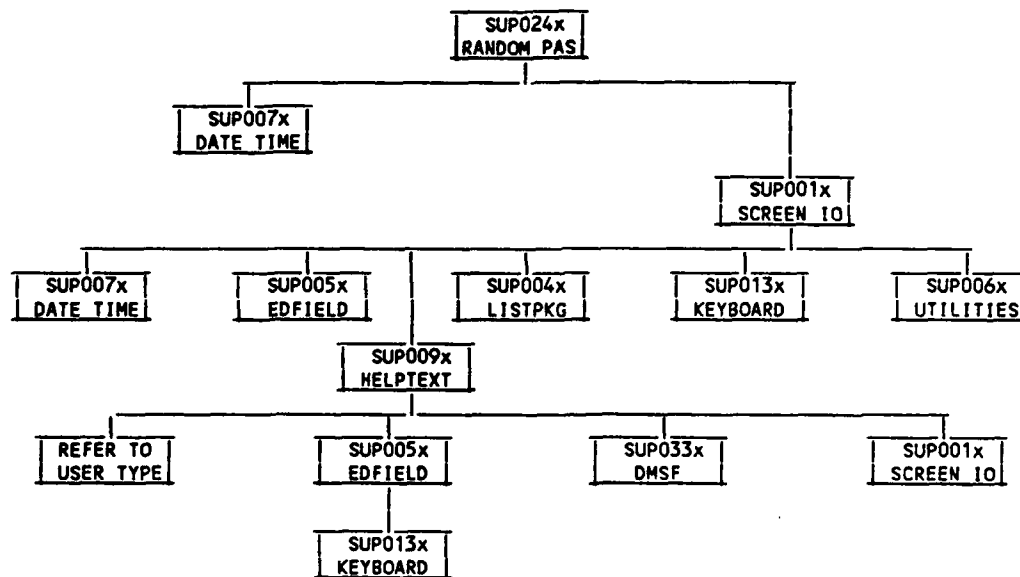 SUP024x
RANDOM PAS
SUP007x
DATE TIME
SUP001x
SCREEN IO
SUP007x
DATE TIME
SUP005x
EDFIELD
SUP004x
LISTPKG
SUP013x
KEYBOARD
SUP006x
UTILITIES
SUP009x
HELPTEXT
REFER TO
USER TYPE
SUP005x
EDFIELD
SUP033x
DMSF
SUP001x
SCREEN IO
SUP013x
KEYBOARD